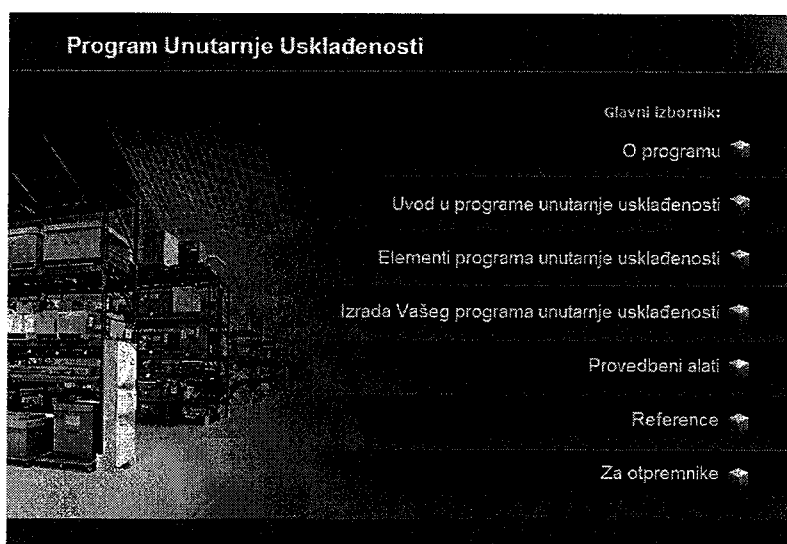 Program Unutarnje Usklađenosti
Glavni izbornik:
O programu
Uvod u programe unutarnje usklađenosti
Elementi programa unutarnje usklađenosti
Izrada Vašeg programa unutarnje usklađenosti
Provedbeni alati
Reference
Za otpremnike